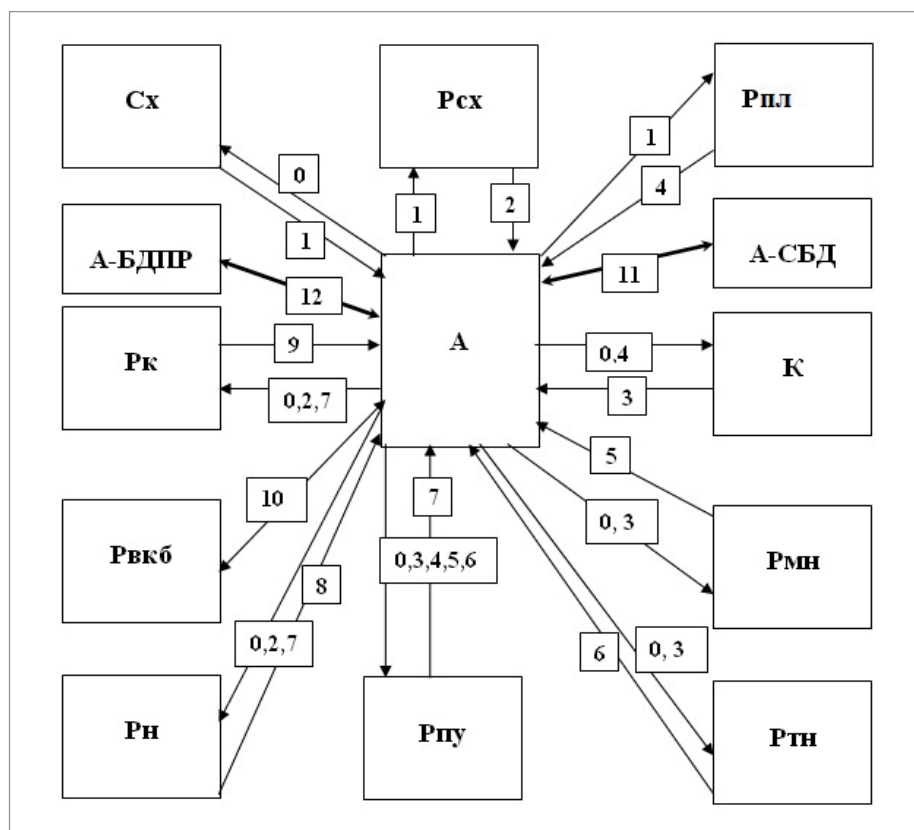 Сх
Рсх
Рпл
0
1
1
2
1
4
А-БДПР
12
А
11
А-СБД
Рк
9
0,2,7
0,4
3
К
Рвкб
10
8
0,2,7
7
0,3,4,5,6
5
0, 3
Рмн
Рн
Рпу
6
0, 3
Ртн